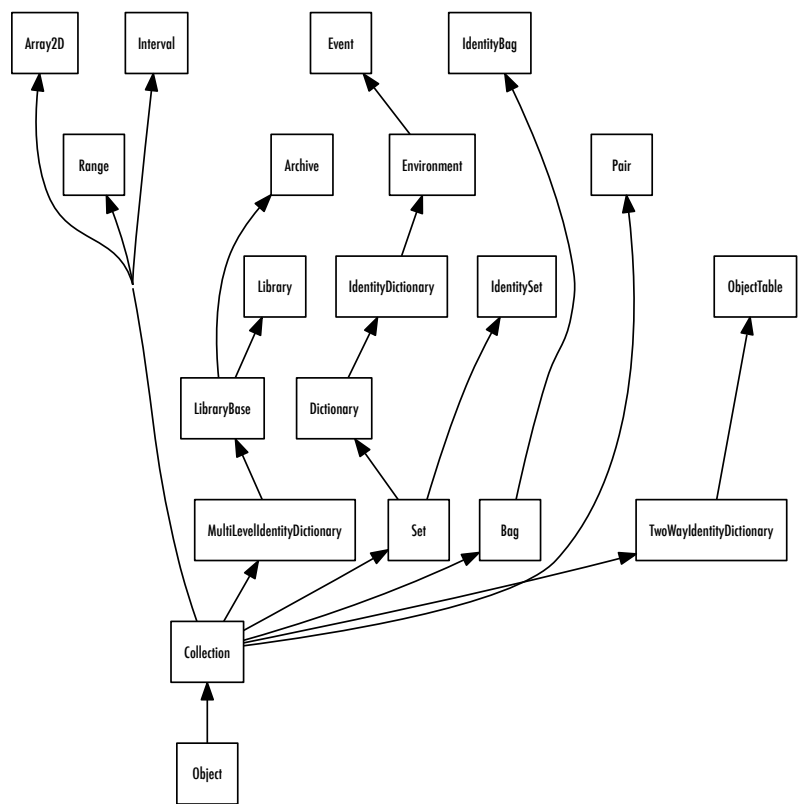 Array2D
Interval
Event
IdentityBag
Range
Archive
Environment
Pair
Library
IdentityDictionary
IdentitySet
ObjectTable
LibraryBase
Dictionary
MultiLevelIdentityDictionary
Set
Bag
TwoWayIdentityDictionary
Collection
Object